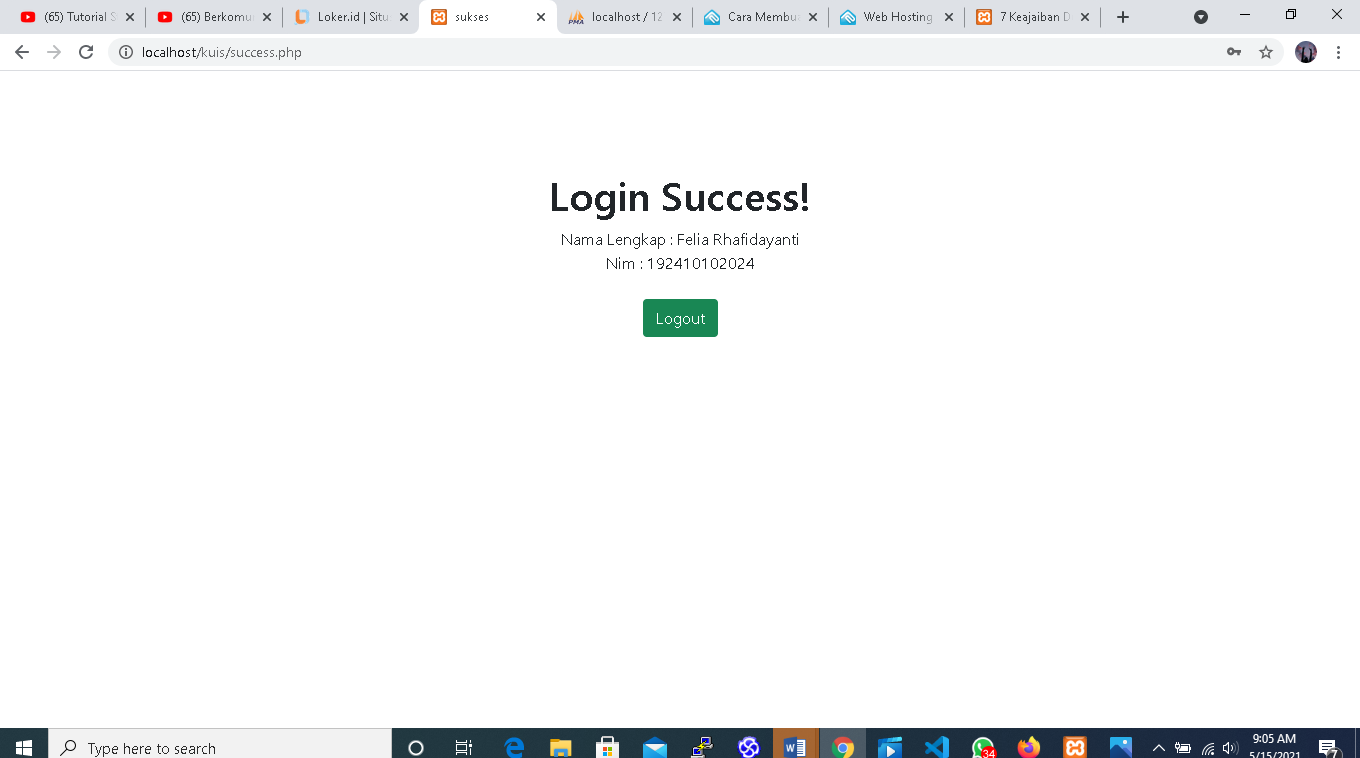 (65) Tutorial S
(65) Berkomu
Loker.id | Situ
sukses
localhost / 12
Cara Membu
Web Hosting
7 Keajaiban D
localhost/kuis/success.php
Login Success!
Nama Lengkap : Felia Rhafidayanti
Nim : 192410102024
Logout
Type here to search
34
9:05 AM
5/15/2021
7